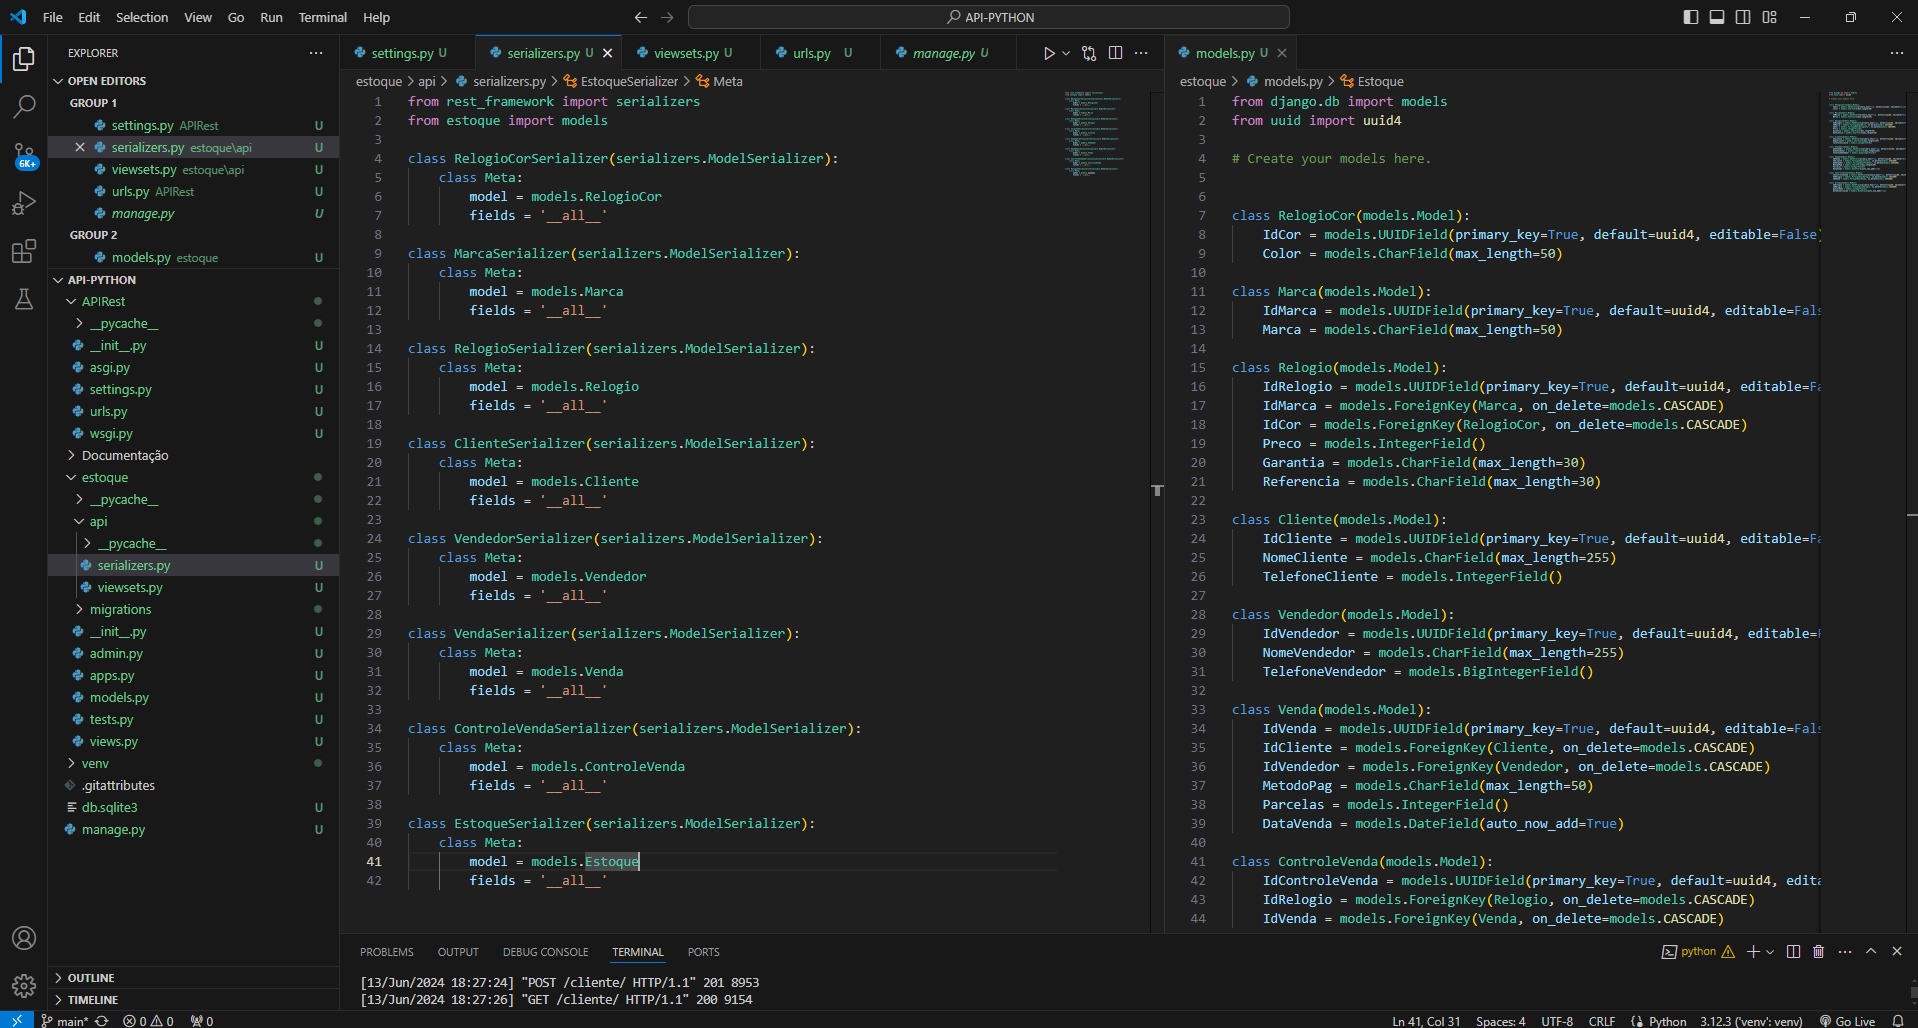 File Edit Selection View Go Run Terminal Help
API-PYTHON
EXPLORER
OPEN EDITORS
GROUP 1
settings.py APIRest U
serializers.py estoque\api U
viewsets.py estoque\api U
urls.py APIRest U
manage.py U
GROUP 2
models.py estoque U
API-PYTHON
APIRest
__pycache__
__init__.py U
asgi.py U
settings.py U
urls.py U
wsgi.py U
Documentação
estoque
__pycache__
api
__pycache__
serializers.py U
viewsets.py U
migrations
__init__.py U
admin.py U
apps.py U
models.py U
tests.py U
views.py U
venv
.gitattributes
db.sqlite3 U
manage.py U
OUTLINE
TIMELINE
6K+
settings.py U serializers.py U viewsets.py U urls.py U manage.py U
estoque > api > serializers.py > EstoqueSerializer > Meta
1 from rest_framework import serializers
2 from estoque import models
3
4 class RelogioCorSerializer(serializers.ModelSerializer):
5 class Meta:
6 model = models.RelogioCor
7 fields = '__all__'
8
9 class MarcaSerializer(serializers.ModelSerializer):
10 class Meta:
11 model = models.Marca
12 fields = '__all__'
13
14 class RelogioSerializer(serializers.ModelSerializer):
15 class Meta:
16 model = models.Relogio
17 fields = '__all__'
18
19 class ClienteSerializer(serializers.ModelSerializer):
20 class Meta:
21 model = models.Cliente
22 fields = '__all__'
23
24 class VendedorSerializer(serializers.ModelSerializer):
25 class Meta:
26 model = models.Vendedor
27 fields = '__all__'
28
29 class VendaSerializer(serializers.ModelSerializer):
30 class Meta:
31 model = models.Venda
32 fields = '__all__'
33
34 class ControleVendaSerializer(serializers.ModelSerializer):
35 class Meta:
36 model = models.ControleVenda
37 fields = '__all__'
38
39 class EstoqueSerializer(serializers.ModelSerializer):
40 class Meta:
41 model = models.Estoque
42 fields = '__all__'
models.py U
estoque > models.py > Estoque
1 from django.db import models
2 from uuid import uuid4
3
4 # Create your models here.
5
6
7 class RelogioCor(models.Model):
8 IdCor = models.UUIDField(primary_key=True, default=uuid4, editable=False)
9 Color = models.CharField(max_length=50)
10
11 class Marca(models.Model):
12 IdMarca = models.UUIDField(primary_key=True, default=uuid4, editable=Fals
13 Marca = models.CharField(max_length=50)
14
15 class Relogio(models.Model):
16 IdRelogio = models.UUIDField(primary_key=True, default=uuid4, editable=Fa
17 IdMarca = models.ForeignKey(Marca, on_delete=models.CASCADE)
18 IdCor = models.ForeignKey(RelogioCor, on_delete=models.CASCADE)
19 Preco = models.IntegerField()
20 Garantia = models.CharField(max_length=30)
21 Referencia = models.CharField(max_length=30)
22
23 class Cliente(models.Model):
24 IdCliente = models.UUIDField(primary_key=True, default=uuid4, editable=Fa
25 NomeCliente = models.CharField(max_length=255)
26 TelefoneCliente = models.IntegerField()
27
28 class Vendedor(models.Model):
29 IdVendedor = models.UUIDField(primary_key=True, default=uuid4, editable=F
30 NomeVendedor = models.CharField(max_length=255)
31 TelefoneVendedor = models.BigIntegerField()
32
33 class Venda(models.Model):
34 IdVenda = models.UUIDField(primary_key=True, default=uuid4, editable=Fals
35 IdCliente = models.ForeignKey(Cliente, on_delete=models.CASCADE)
36 IdVendedor = models.ForeignKey(Vendedor, on_delete=models.CASCADE)
37 MetodoPag = models.CharField(max_length=50)
38 Parcelas = models.IntegerField()
39 DataVenda = models.DateField(auto_now_add=True)
40
41 class ControleVenda(models.Model):
42 IdControleVenda = models.UUIDField(primary_key=True, default=uuid4, edita
43 IdRelogio = models.ForeignKey(Relogio, on_delete=models.CASCADE)
44 IdVenda = models.ForeignKey(Venda, on_delete=models.CASCADE)
PROBLEMS OUTPUT DEBUG CONSOLE TERMINAL PORTS
python
[13/Jun/2024 18:27:24] "POST /cliente/ HTTP/1.1" 201 8953
[13/Jun/2024 18:27:26] "GET /cliente/ HTTP/1.1" 200 9154
main* 0 0 0 Ln 41, Col 31 Spaces: 4 UTF-8 CRLF Python 3.12.3 ('venv': venv) Go Live